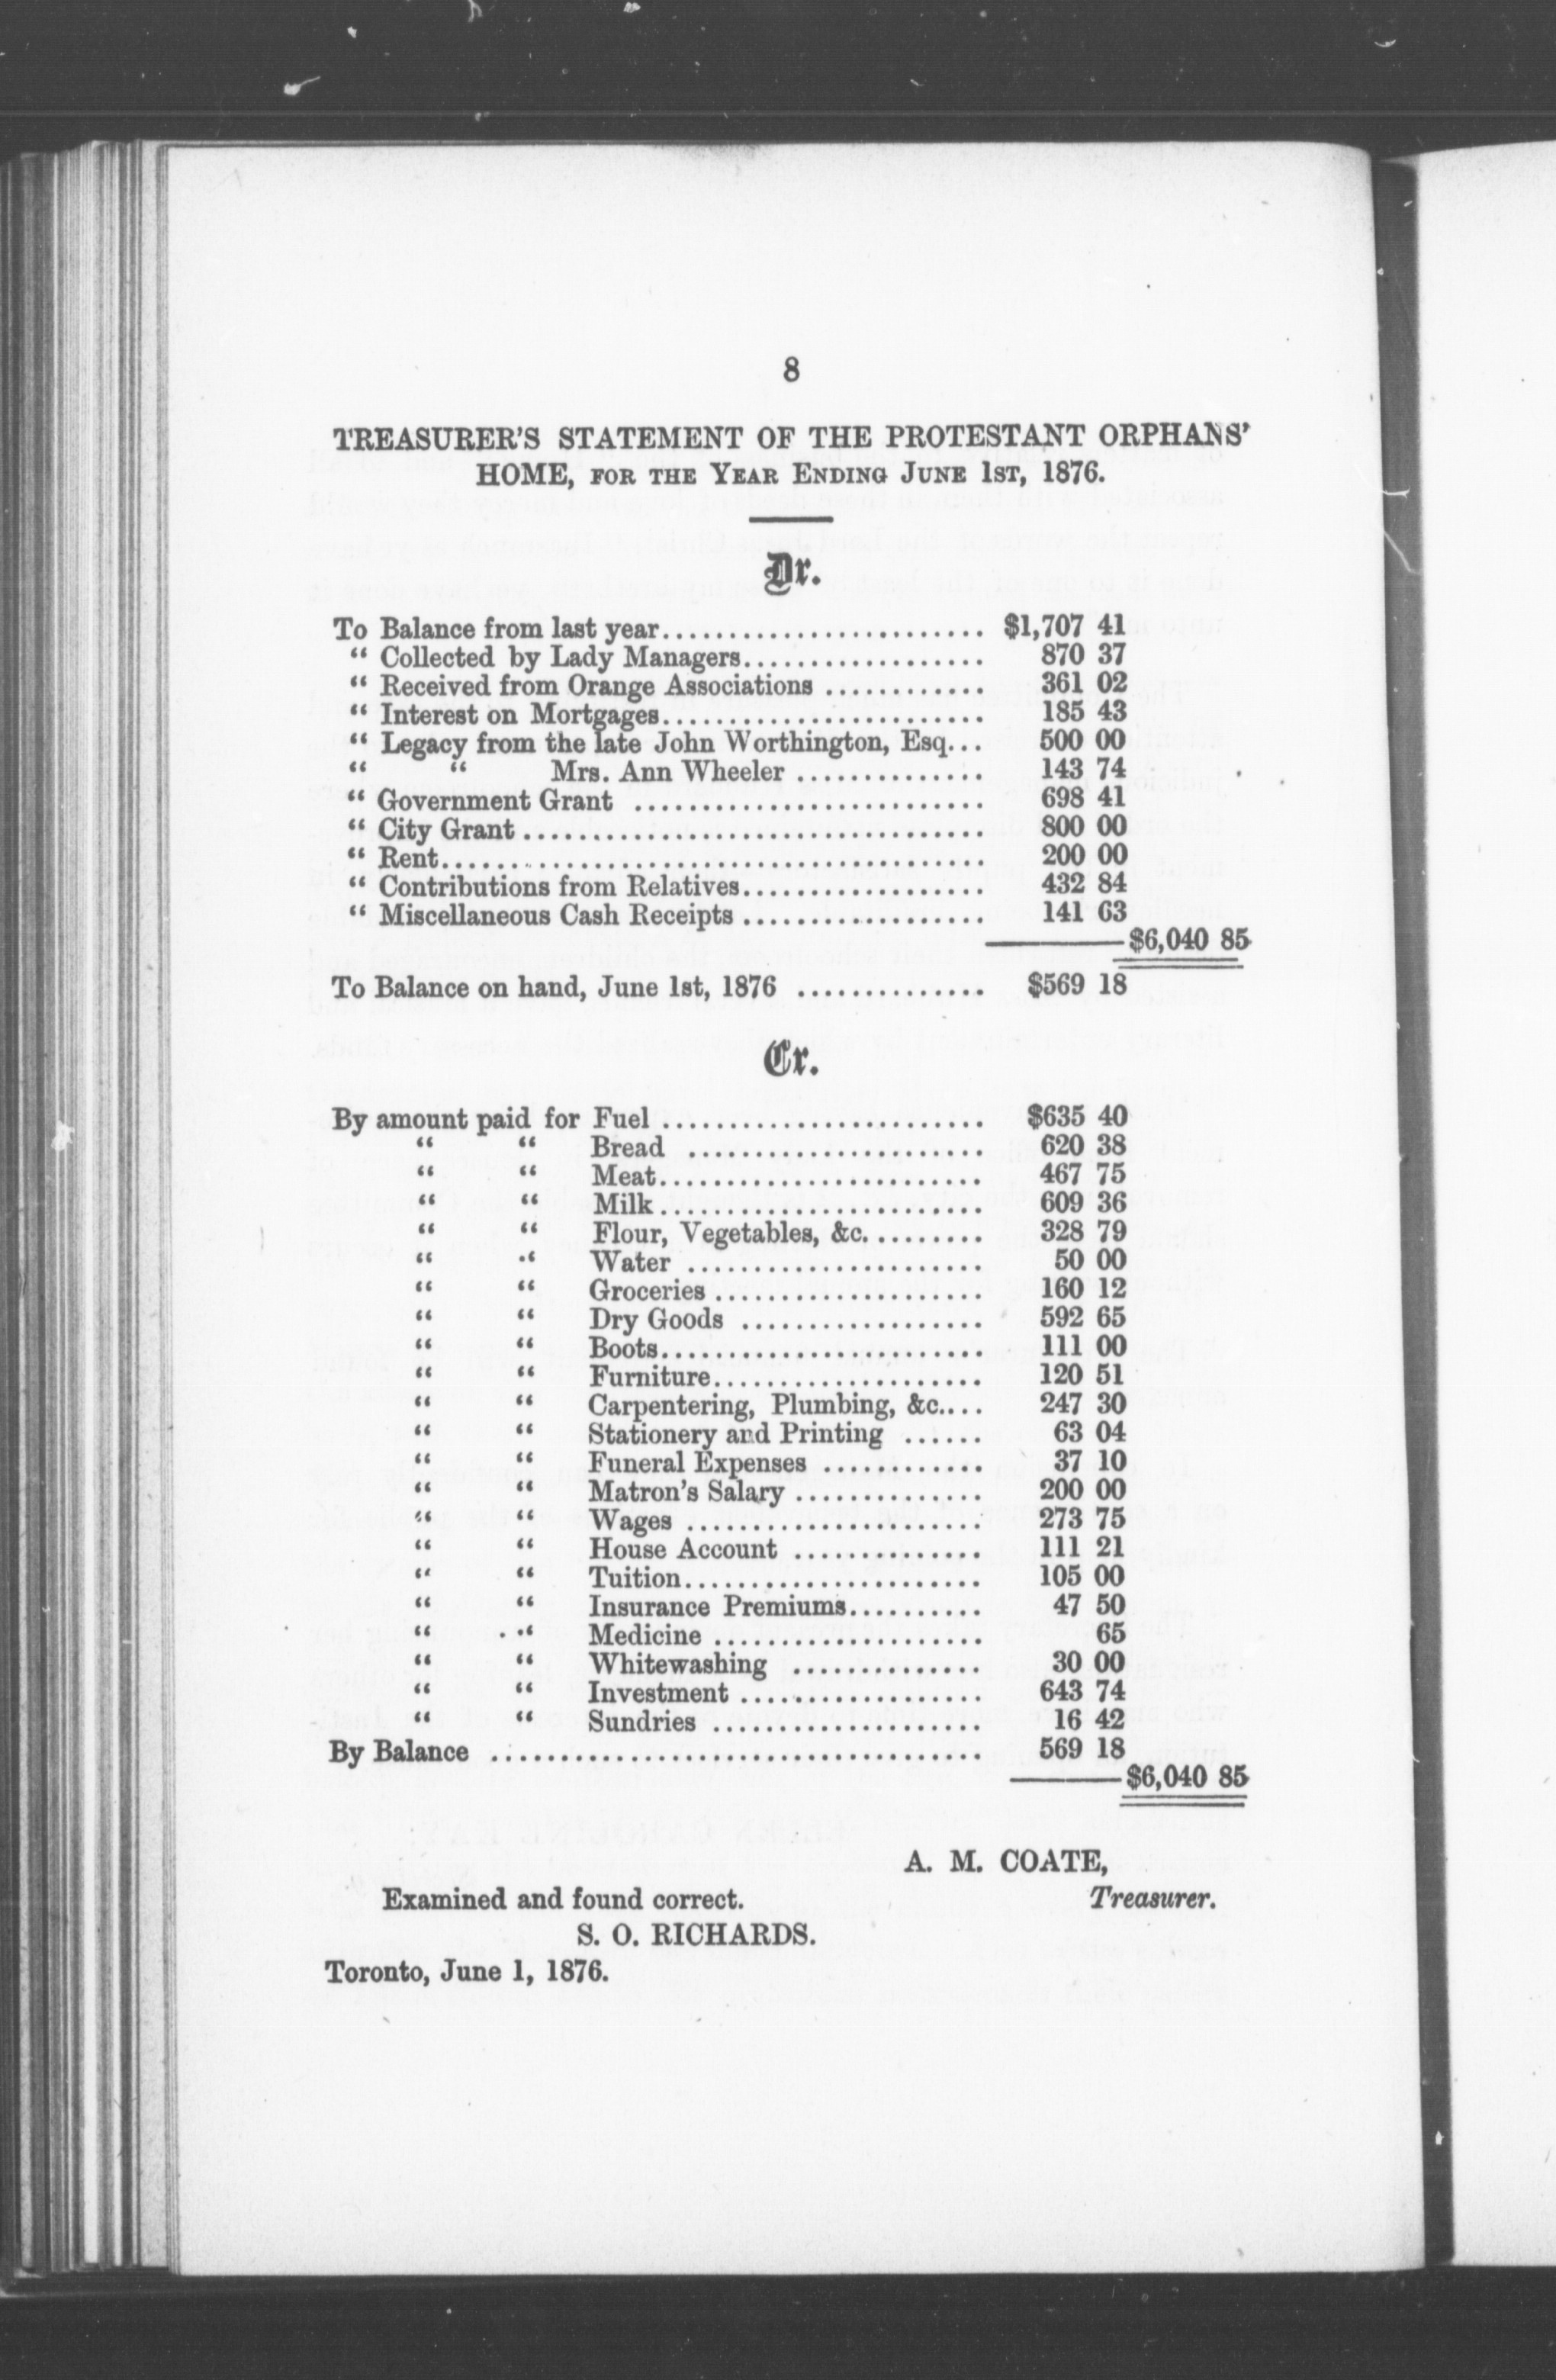 8
TREASURER'S STATEMENT OF THE PROTESTANT ORPHANS'
HOME, FOR THE YEAR ENDING JUNE 1ST, 1876.
Dr.
To Balance from last year........................ $1,707 41
“ Collected by Lady Managers.................. 870 37
“ Received from Orange Associations ............ 361 02
“ Interest on Mortgages........................ 185 43
“ Legacy from the late John Worthington, Esq... 500 00
“ “ Mrs. Ann Wheeler .............. 143 74
“ Government Grant .......................... 698 41
“ City Grant .................................. 800 00
“ Rent........................................ 200 00
“ Contributions from Relatives.................. 432 84
“ Miscellaneous Cash Receipts .................. 141 63
$6,040 85
To Balance on hand, June 1st, 1876 .............. $569 18
Cr.
By amount paid for Fuel ........................ $635 40
“ “ Bread ...................... 620 38
“ “ Meat........................ 467 75
“ “ Milk........................ 609 36
“ “ Flour, Vegetables, &c. ........ 328 79
“ “ Water ...................... 50 00
“ “ Groceries .................... 160 12
“ “ Dry Goods .................. 592 65
“ “ Boots........................ 111 00
“ “ Furniture.................... 120 51
“ “ Carpentering, Plumbing, &c.... 247 30
“ “ Stationery and Printing ...... 63 04
“ “ Funeral Expenses ............ 37 10
“ “ Matron's Salary .............. 200 00
“ “ Wages ...................... 273 75
“ “ House Account .............. 111 21
“ “ Tuition...................... 105 00
“ “ Insurance Premiums.......... 47 50
“ “ Medicine .................... 65
“ “ Whitewashing .............. 30 00
“ “ Investment .................. 643 74
“ “ Sundries .................... 16 42
By Balance .................................... 569 18
$6,040 85
A. M. COATE,
Examined and found correct. Treasurer.
S. O. RICHARDS.
Toronto, June 1, 1876.